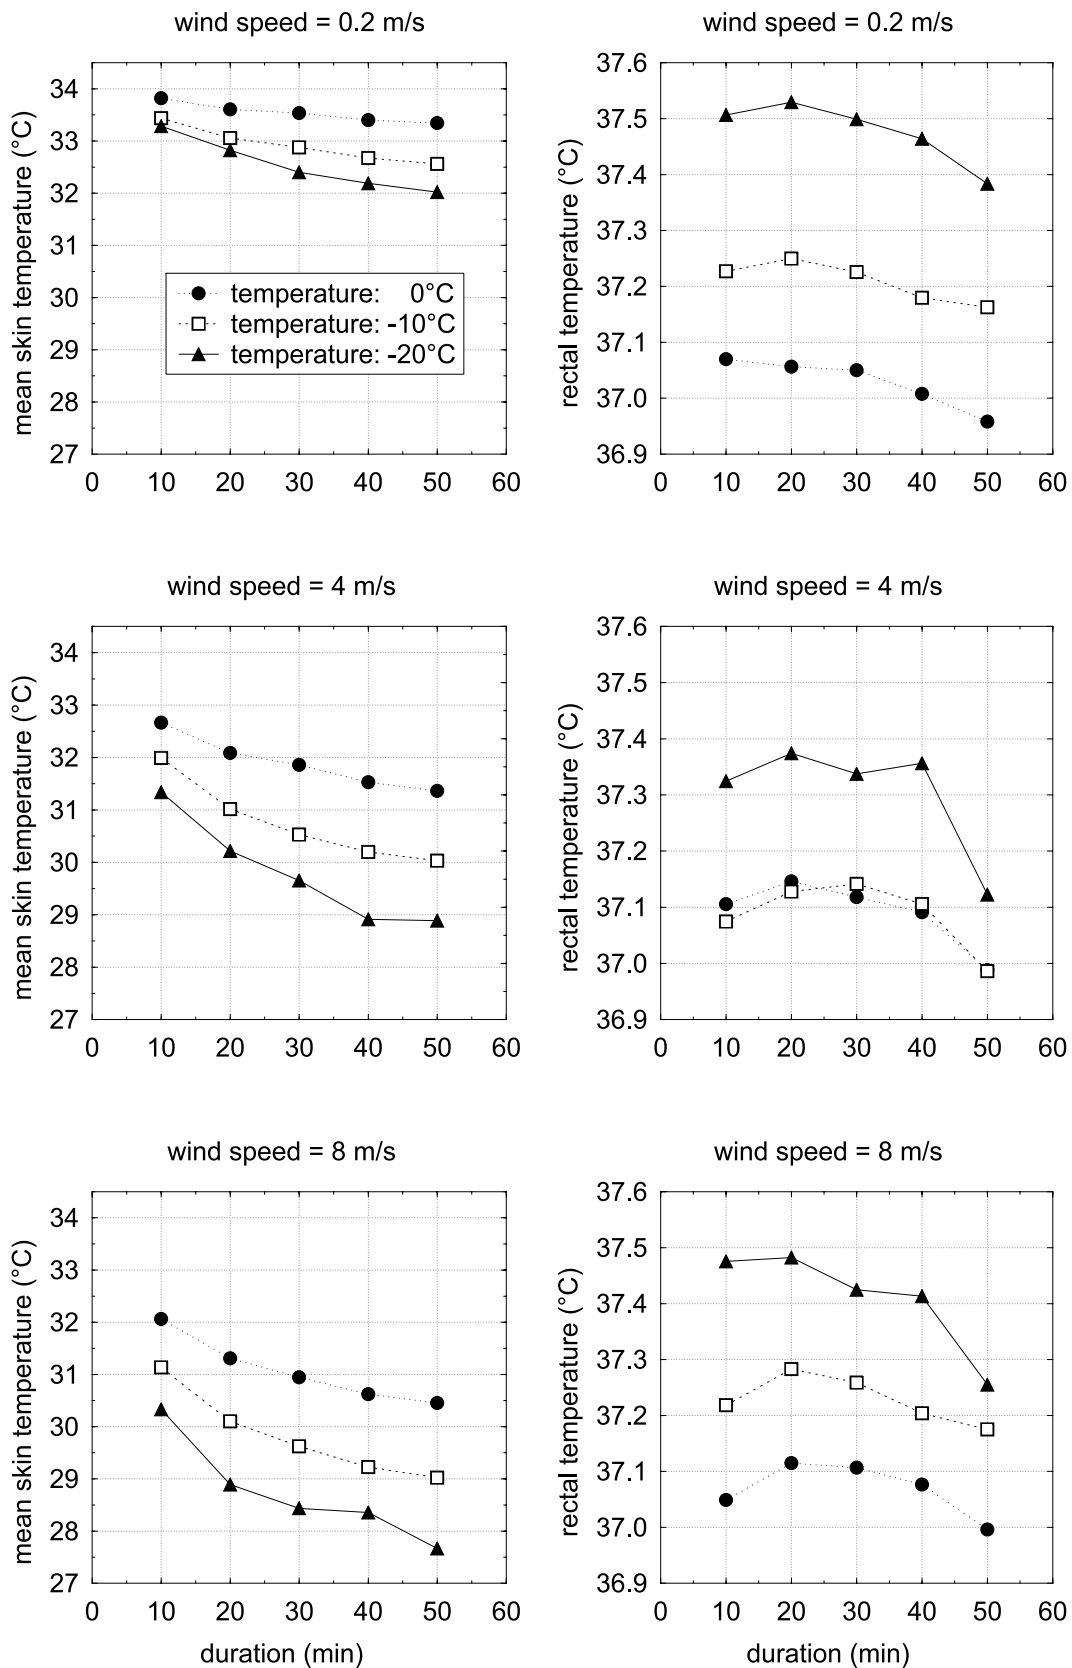 wind speed = 0.2 m/s
mean skin temperature (°C)
34
33
32
31
30
29
28
27
0 10 20 30 40 50 60
temperature: 0°C
temperature: -10°C
temperature: -20°C
wind speed = 0.2 m/s
rectal temperature (°C)
37.6
37.5
37.4
37.3
37.2
37.1
37.0
36.9
0 10 20 30 40 50 60
wind speed = 4 m/s
mean skin temperature (°C)
34
33
32
31
30
29
28
27
0 10 20 30 40 50 60
wind speed = 4 m/s
rectal temperature (°C)
37.6
37.5
37.4
37.3
37.2
37.1
37.0
36.9
0 10 20 30 40 50 60
wind speed = 8 m/s
mean skin temperature (°C)
34
33
32
31
30
29
28
27
0 10 20 30 40 50 60
duration (min)
wind speed = 8 m/s
rectal temperature (°C)
37.6
37.5
37.4
37.3
37.2
37.1
37.0
36.9
0 10 20 30 40 50 60
duration (min)